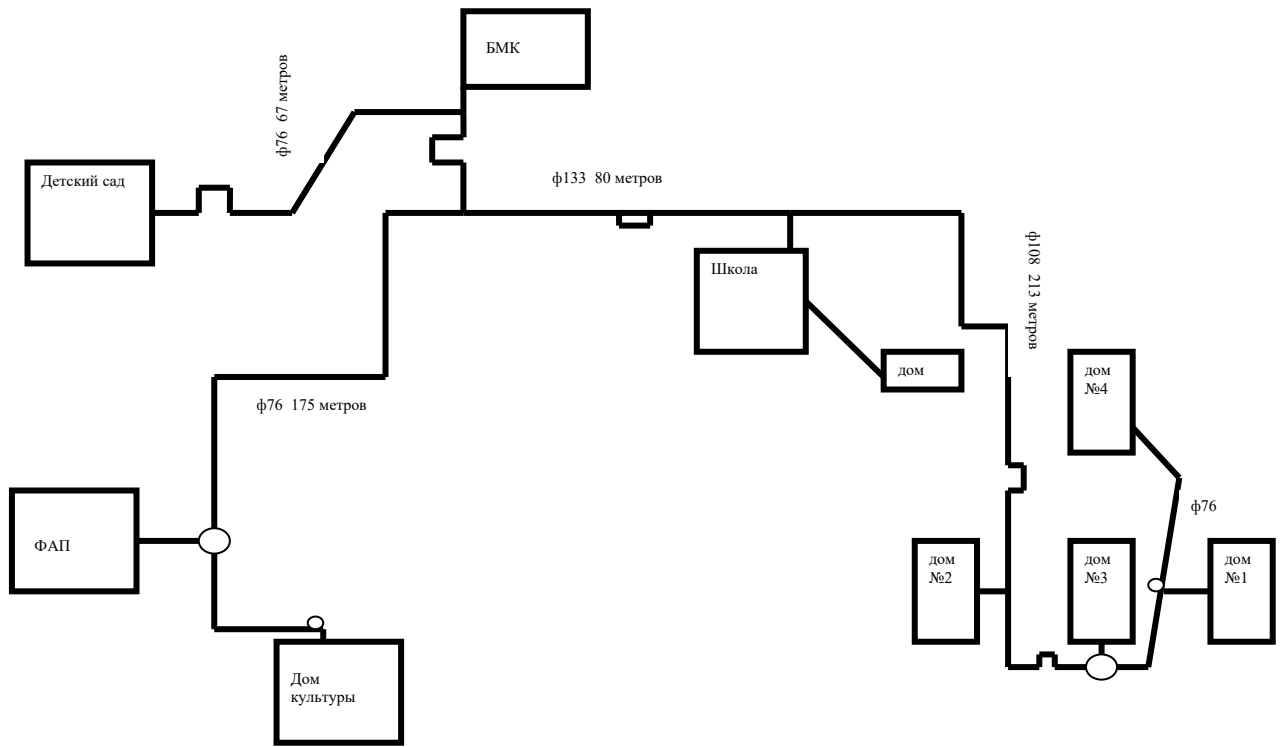 БМК
ф76  67 метров
Детский сад
ф133  80 метров
ф108  213 метров
Школа
дом
дом
№4
ф76  175 метров
ф76
ФАП
дом
№2
дом
№3
дом
№1
Дом
культуры